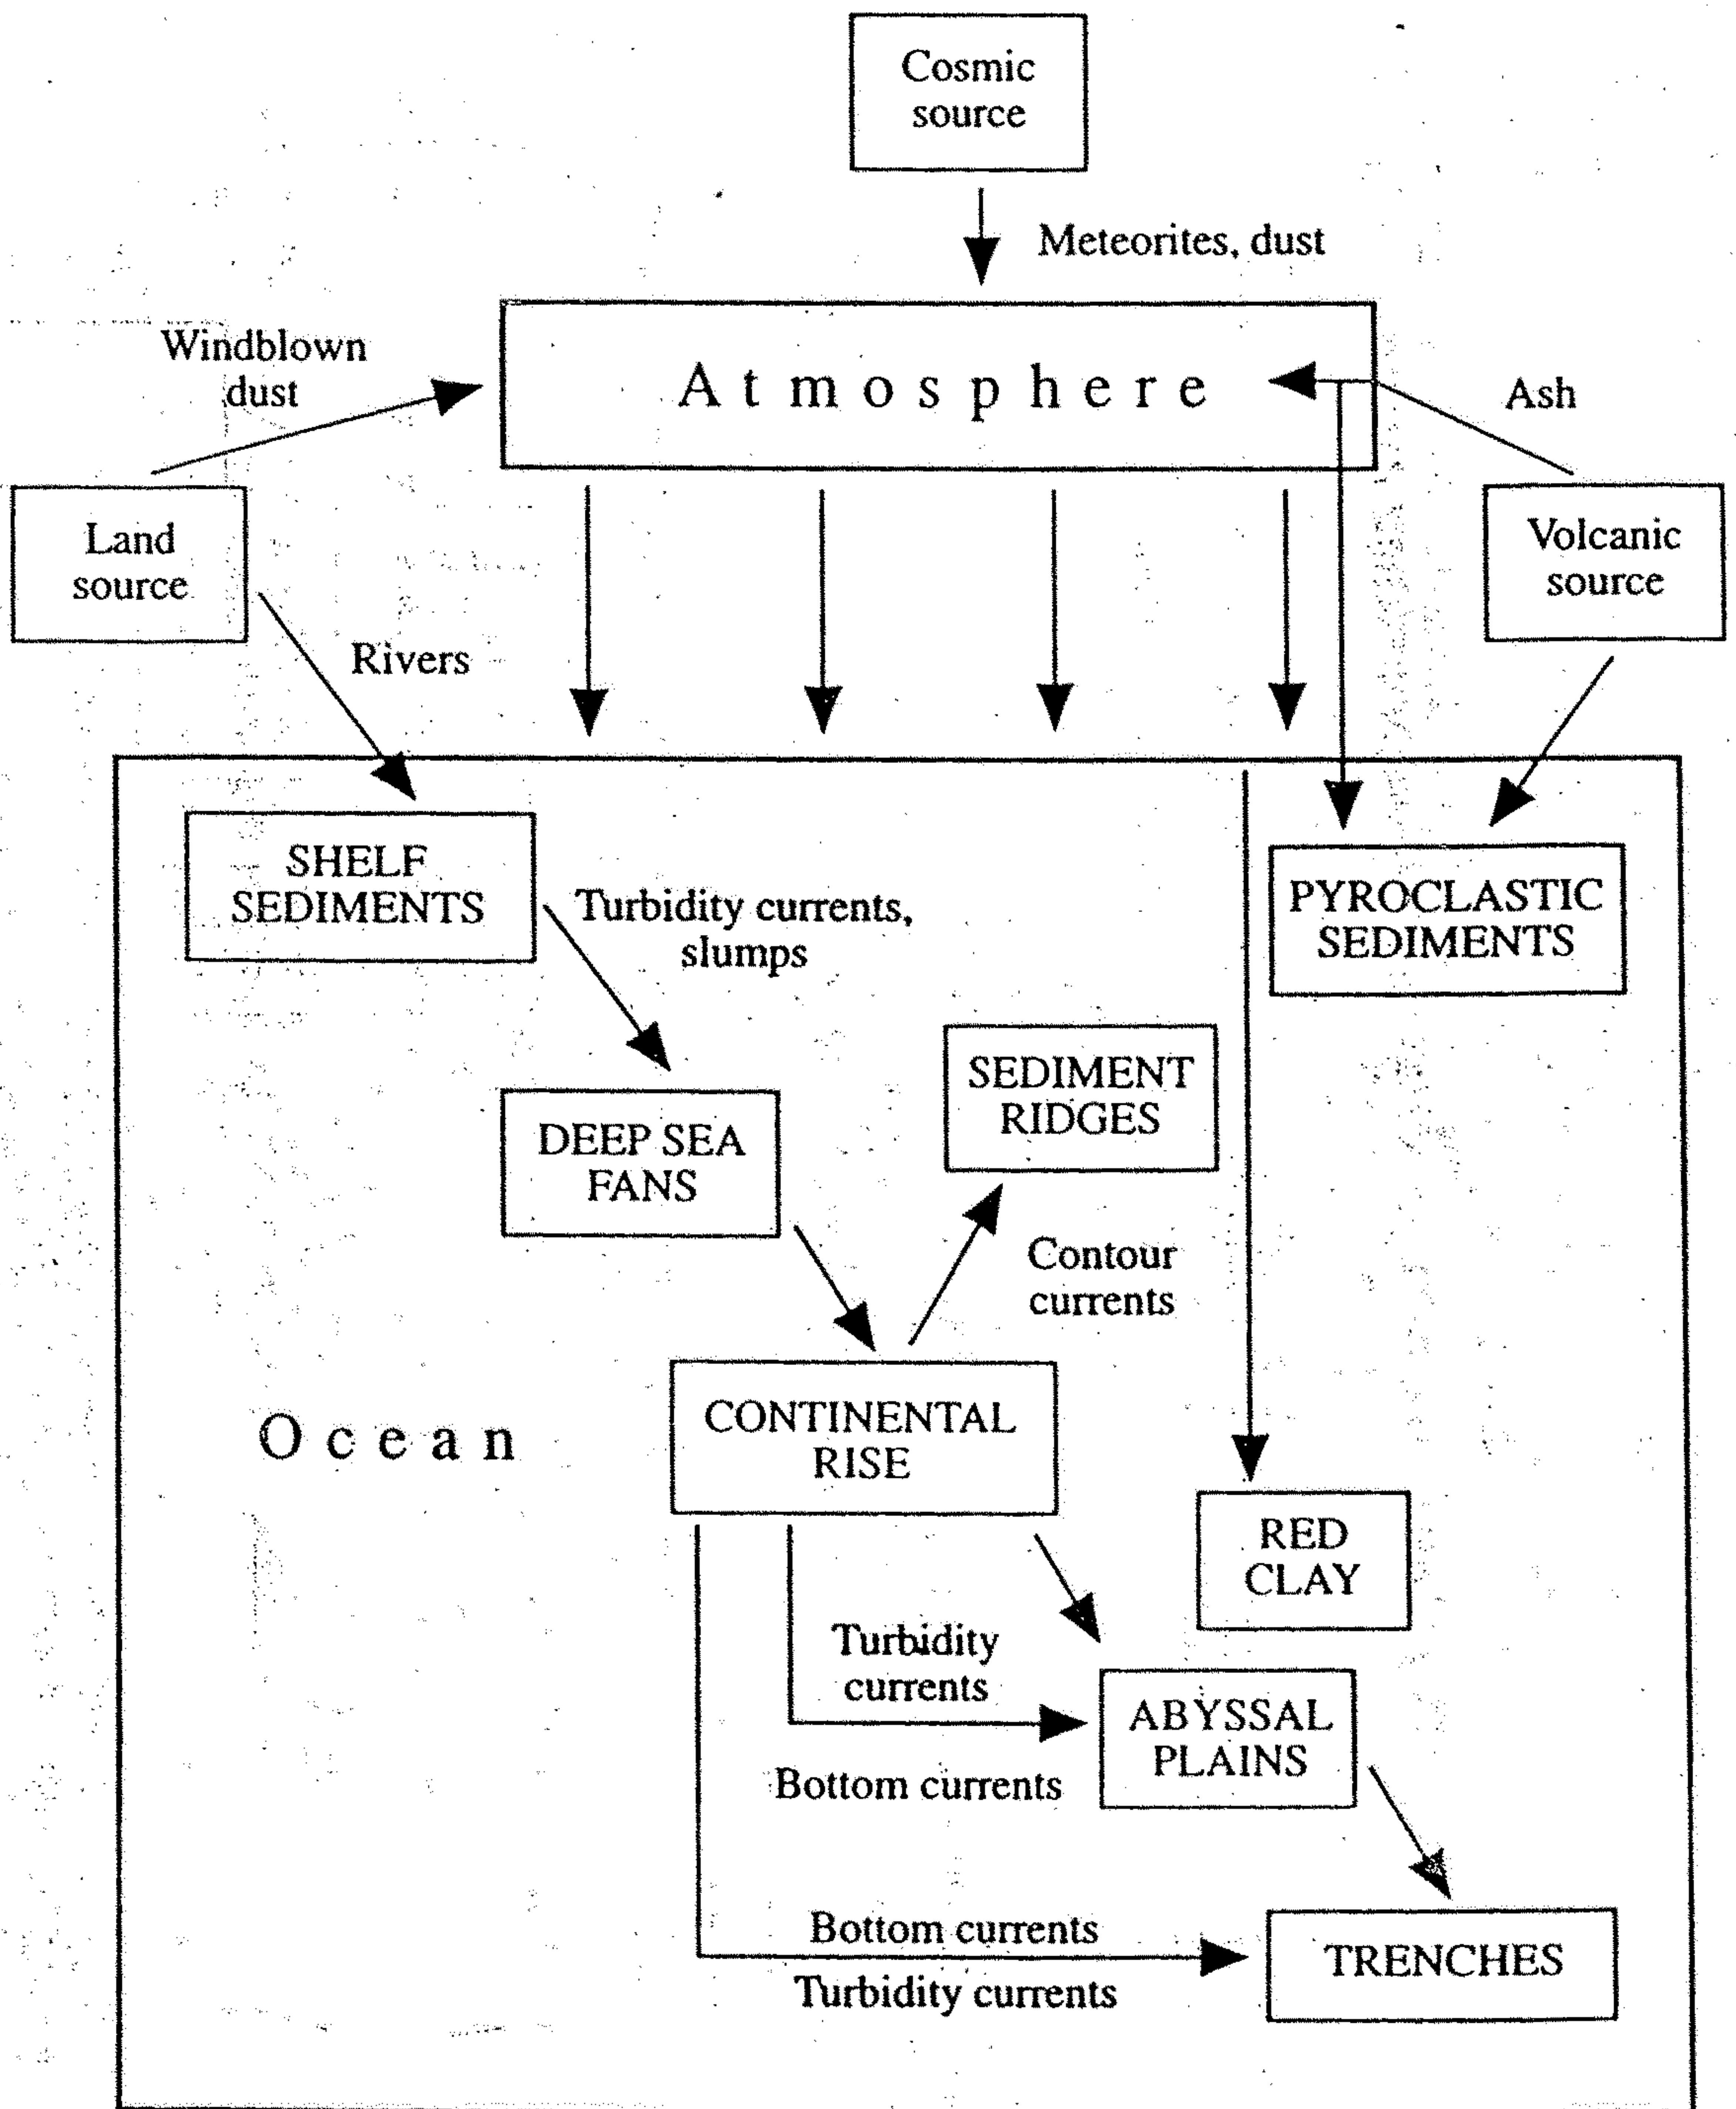 Cosmic
source
Meteorites, dust
Windblown
dust
Atmosphere
Ash
Land
source
Volcanic
source
Rivers
SHELF
SEDIMENTS
Turbidity currents,
slumps
PYROCLASTIC
SEDIMENTS
SEDIMENT
RIDGES
DEEP SEA
FANS
Contour
currents
CONTINENTAL
RISE
Ocean
RED
CLAY
Turbidity
currents
ABYSSAL
PLAINS
Bottom currents
Bottom currents
TRENCHES
Turbidity currents